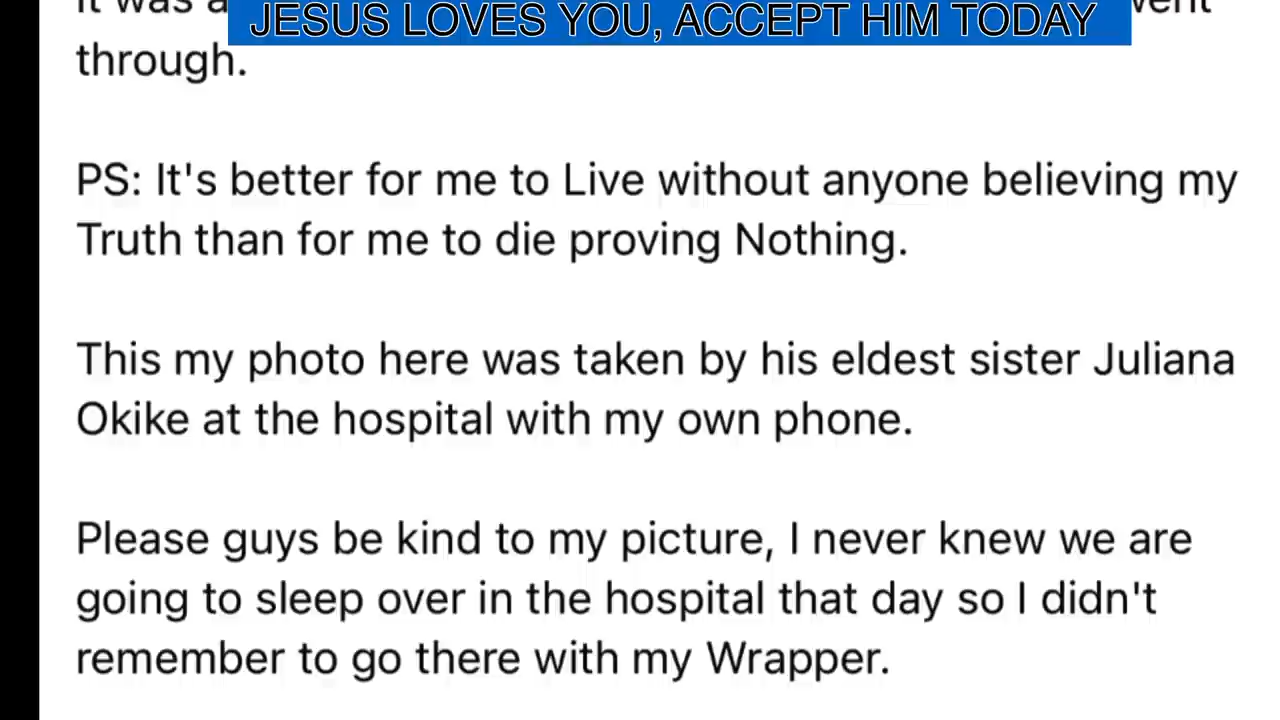 It was a
JESUS LOVES YOU, ACCEPT HIM TODAY
went
through.
PS: It's better for me to Live without anyone believing my
Truth than for me to die proving Nothing.
This my photo here was taken by his eldest sister Juliana
Okike at the hospital with my own phone.
Please guys be kind to my picture, I never knew we are
going to sleep over in the hospital that day so I didn't
remember to go there with my Wrapper.